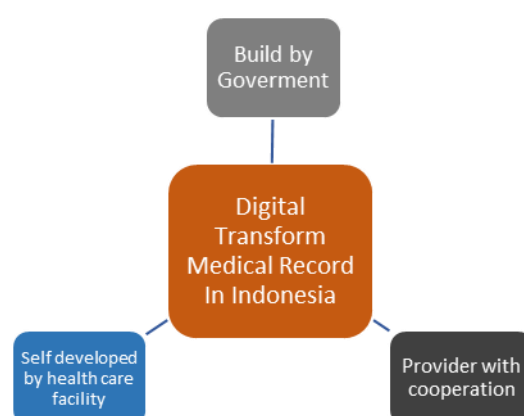 Build by
Goverment
Digital
Transform
Medical Record
In Indonesia
Self developed
by health care
facility
Provider with
cooperation